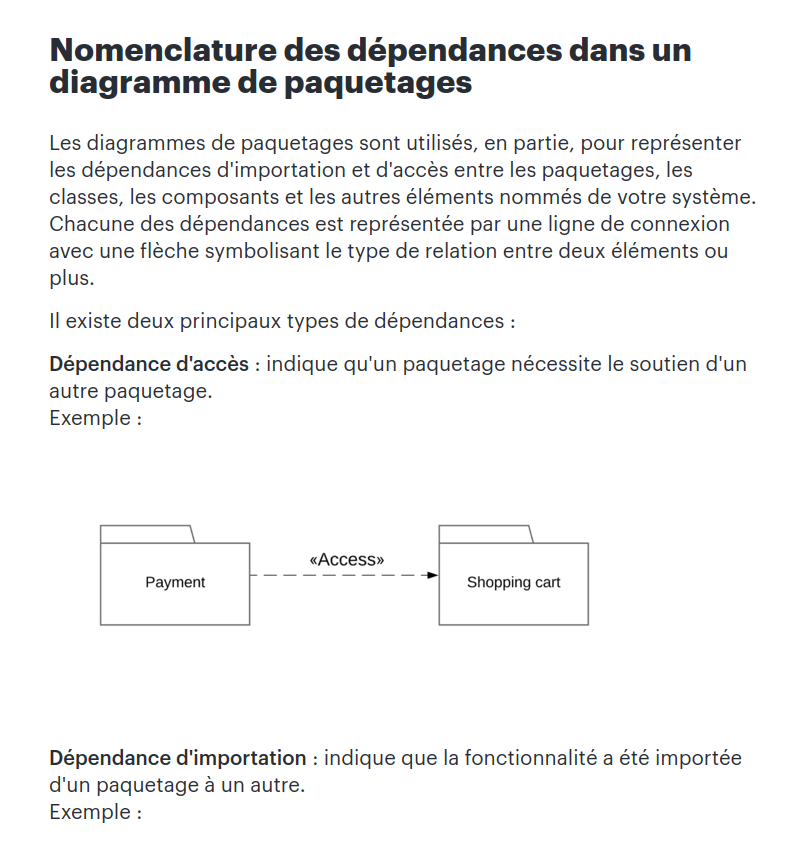 Nomenclature des dépendances dans un
diagramme de paquetages
Les diagrammes de paquetages sont utilisés, en partie, pour représenter
les dépendances d'importation et d'accès entre les paquetages, les
classes, les composants et les autres éléments nommés de votre système.
Chacune des dépendances est représentée par une ligne de connexion
avec une flèche symbolisant le type de relation entre deux éléments ou
plus.
Il existe deux principaux types de dépendances :
Dépendance d'accès : indique qu'un paquetage nécessite le soutien d'un
autre paquetage.
Exemple :
«Access»
Payment
Shopping cart
Dépendance d'importation : indique que la fonctionnalité a été importée
d'un paquetage à un autre.
Exemple :